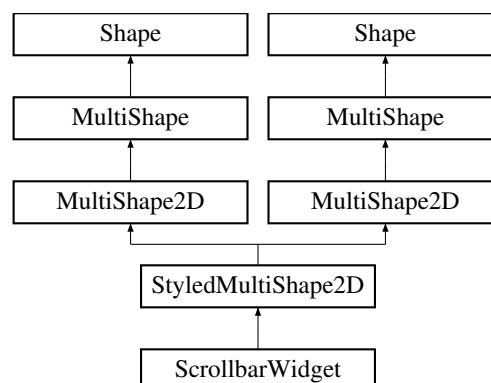 Shape Shape
MultiShape MultiShape
MultiShape2D MultiShape2D
StyledMultiShape2D
ScrollbarWidget